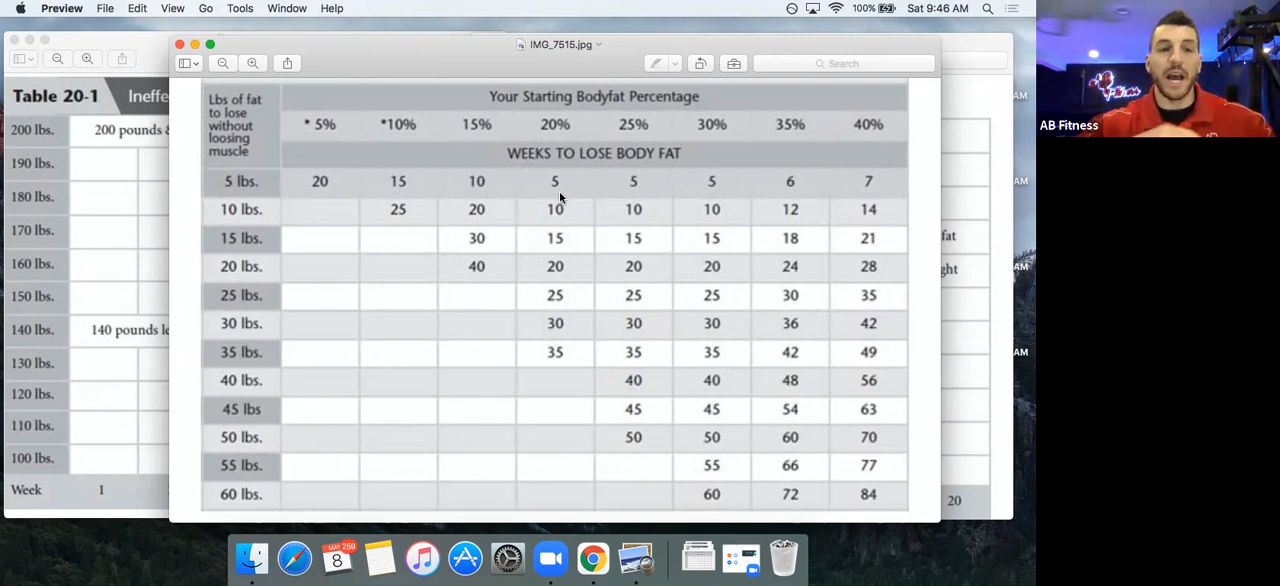 Preview File Edit View Go Tools Window Help 100% Sat 9:46 AM
IMG_7515.jpg
Search
Table 20-1 Ineffe
200 lbs. 200 pounds
190 lbs.
180 lbs.
170 lbs.
160 lbs.
150 lbs.
140 lbs. 140 pounds le
130 lbs.
120 lbs.
110 lbs.
100 lbs.
Week 1
Lbs of fat
to lose
without
loosing
muscle
Your Starting Bodyfat Percentage
* 5% *10% 15% 20% 25% 30% 35% 40%
WEEKS TO LOSE BODY FAT
5 lbs. 20 15 10 5 5 5 6 7
10 lbs. 25 20 10 10 10 12 14
15 lbs. 30 15 15 15 18 21
20 lbs. 40 20 20 20 24 28
25 lbs. 25 25 25 30 35
30 lbs. 30 30 30 36 42
35 lbs. 35 35 35 42 49
40 lbs. 40 40 48 56
45 lbs 45 45 54 63
50 lbs. 50 50 60 70
55 lbs. 55 66 77
60 lbs. 60 72 84
fat
ght
20
AM
AM
AM
AM
AB Fitness
MAY 259
8